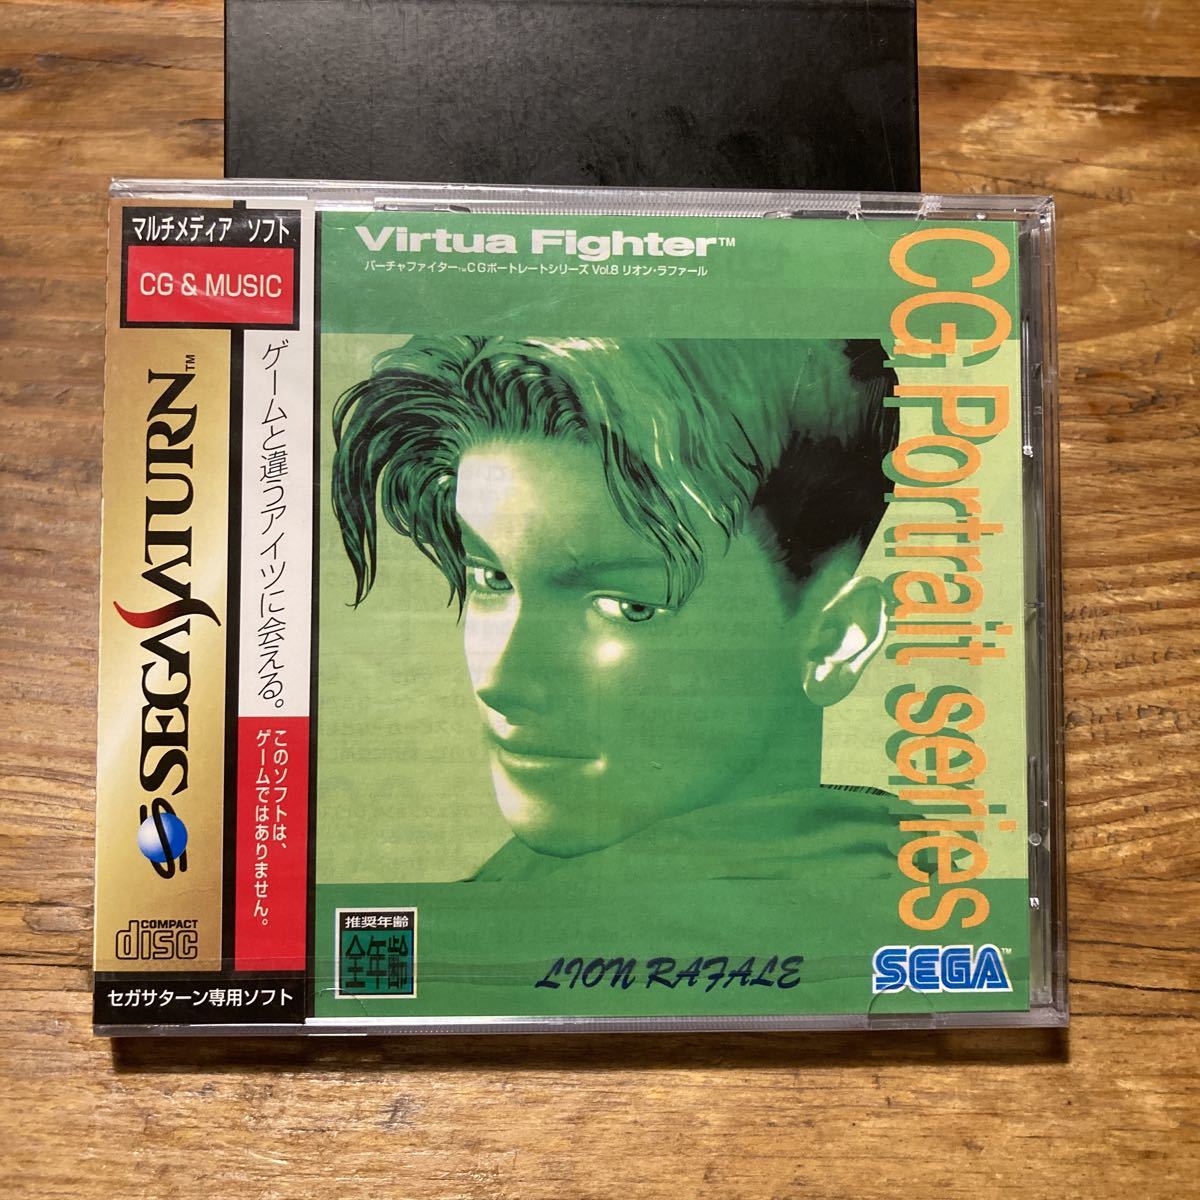 マルチメディア ソフト
CG & MUSIC
SEGA SATURN™
ゲームと違うアイツに会える。
このソフトは、
ゲームではありません。
COMPACT
disc
セガサターン専用ソフト
Virtua Fighter™
バーチャファイター™CGポートレートシリーズ Vol.8 リオン・ラファール
CG Portrait series
推奨年齢
全年齢
LION RAFALE
SEGA™